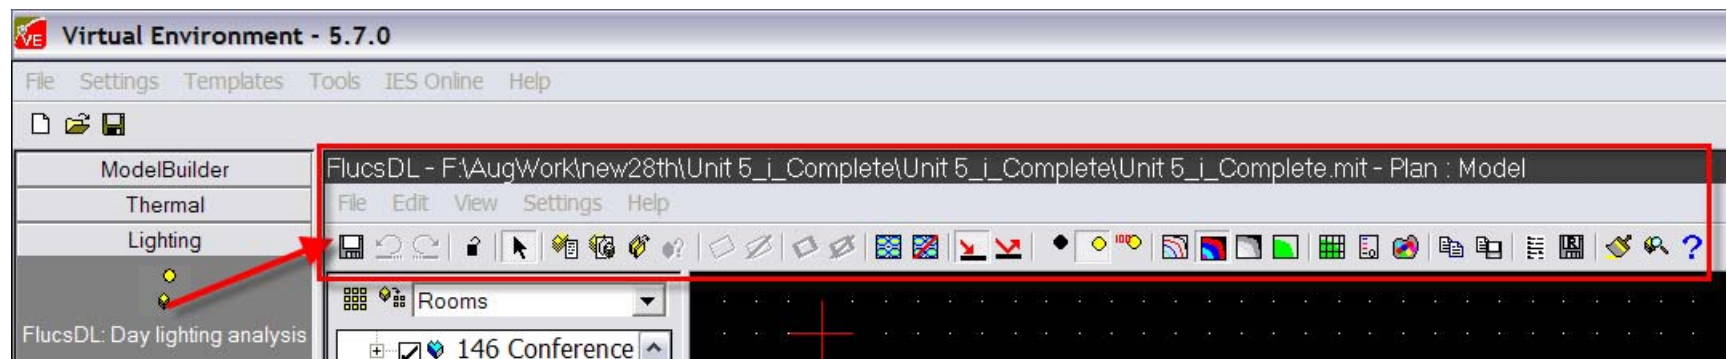 VE Virtual Environment - 5.7.0
File Settings Templates Tools IES Online Help
ModelBuilder
Thermal
Lighting
FlucsDL: Day lighting analysis
FlucsDL - F:\AugWork\new28th\Unit 5_i_Complete\Unit 5_i_Complete\Unit 5_i_Complete.mit - Plan : Model
File Edit View Settings Help
100
Rooms
146 Conference